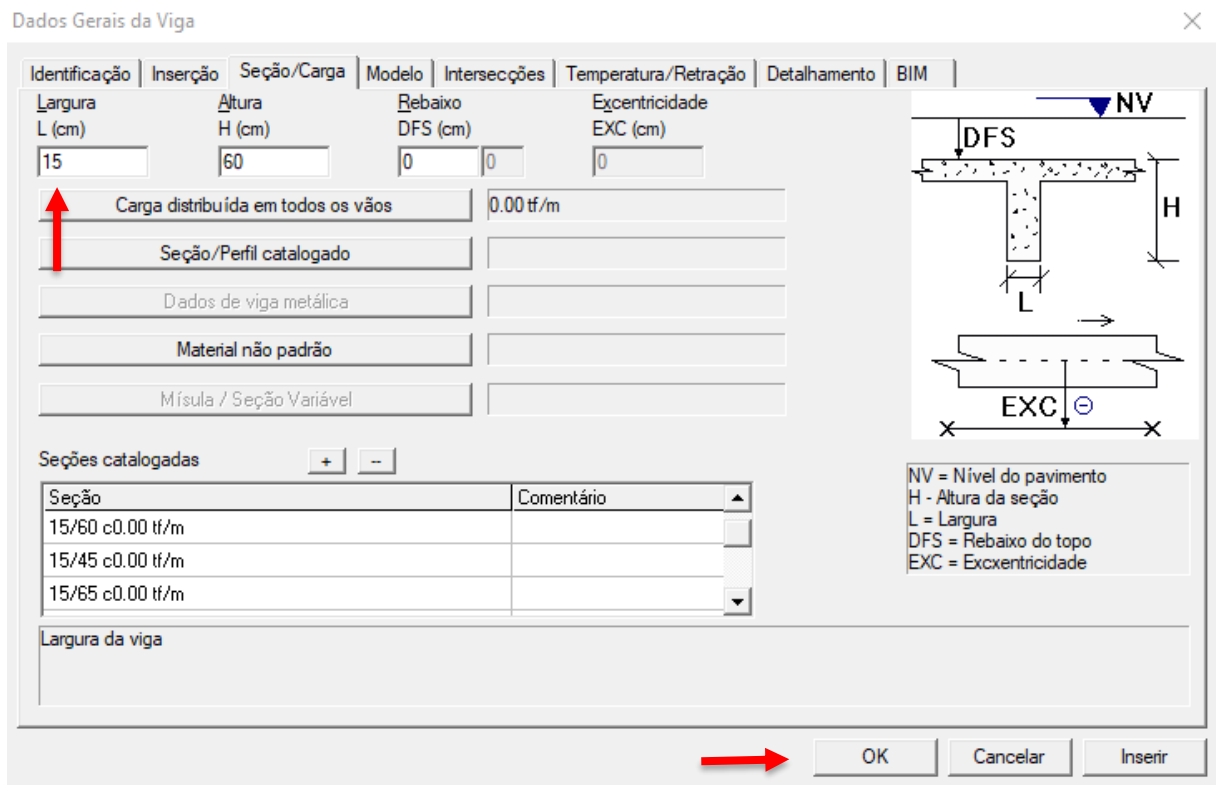 Dados Gerais da Viga
Identificação Inserção Seção/Carga Modelo Intersecções Temperatura/Retração Detalhamento BIM
Largura Altura Rebaixo Excentricidade
L (cm) H (cm) DFS (cm) EXC (cm)
15 60 0 0 0
Carga distribuída em todos os vãos 0.00 tf/m
Seção/Perfil catalogado
Dados de viga metálica
Material não padrão
Mísula / Seção Variável
NV
DFS
H
L
EXC
Seções catalogadas + --
Seção Comentário
15/60 c0.00 tf/m
15/45 c0.00 tf/m
15/65 c0.00 tf/m
NV = Nível do pavimento
H - Altura da seção
L = Largura
DFS = Rebaixo do topo
EXC = Excxentricidade
Largura da viga
OK Cancelar Inserir